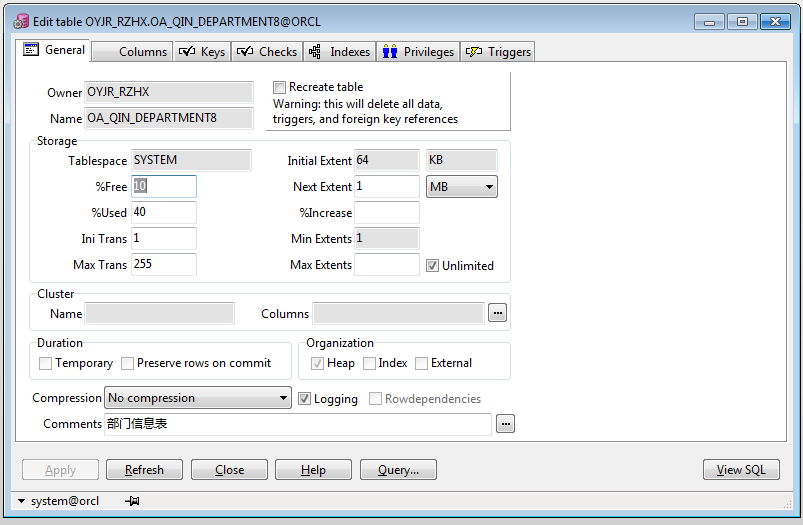 Edit table OYJR_RZHX.OA_QIN_DEPARTMENT8@ORCL
General Columns Keys Checks Indexes Privileges Triggers
Owner OYJR_RZHX
Name OA_QIN_DEPARTMENT8
Recreate table
Warning: this will delete all data,
triggers, and foreign key references
Storage
Tablespace SYSTEM Initial Extent 64 KB
%Free 10 Next Extent 1 MB
%Used 40 %Increase
Ini Trans 1 Min Extents 1
Max Trans 255 Max Extents Unlimited
Cluster
Name Columns ...
Duration
Temporary Preserve rows on commit
Organization
Heap Index External
Compression No compression Logging Rowdependencies
Comments 部门信息表 ...
Apply Refresh Close Help Query... View SQL
system@orcl